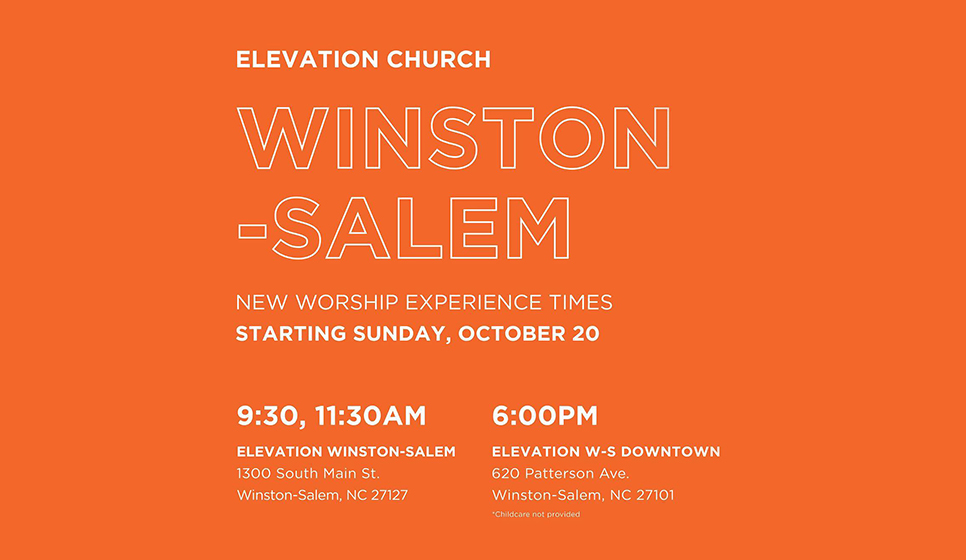 ELEVATION CHURCH
WINSTON
-SALEM
NEW WORSHIP EXPERIENCE TIMES
STARTING SUNDAY, OCTOBER 20
9:30, 11:30AM
ELEVATION WINSTON-SALEM
1300 South Main St.
Winston-Salem, NC 27127
6:00PM
ELEVATION W-S DOWNTOWN
620 Patterson Ave.
Winston-Salem, NC 27101
*Childcare not provided